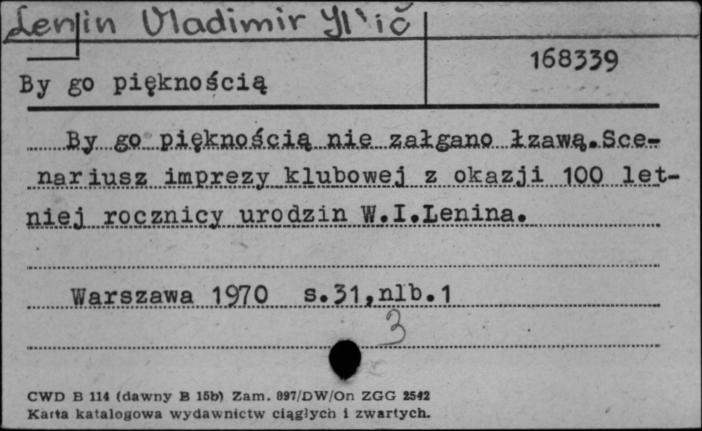 Lenin Vladimir Il'ič
168339
By go pięknością
By go pięknością nie załgano łzawą.Sce-
nariusz imprezy klubowej z okazji 100 let-
niej rocznicy urodzin W.I.Lenina.
Warszawa 1970 s.31,nlb.1
3
CWD B 114 (dawny B 15b) Zam. 897/DW/On ZGG 2542
Karta katalogowa wydawnictw ciągłych i zwartych.